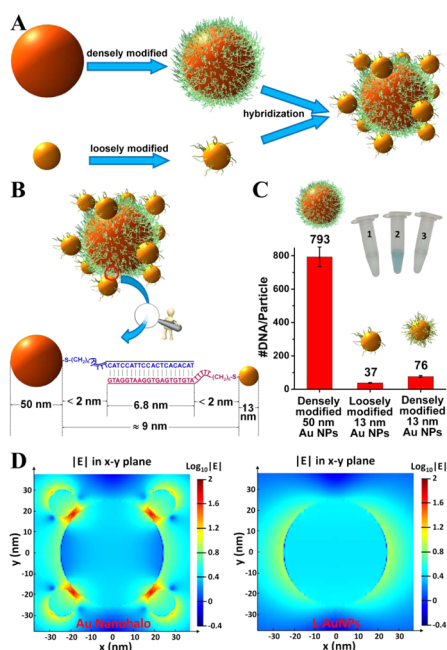 A
densely modified
hybridization
loosely modified
B
-S-(CH₂)₆
CATCCATTCCACTCACACAT
GTAGGTAAGGTGAGTGTGTA
(CH₂)₆-S-
50 nm
< 2 nm
6.8 nm
< 2 nm
13 nm
≈ 9 nm
C
1 2 3
#DNA/Particle
800
600
400
200
0
793
37
76
Densely modified 50 nm Au NPs
Loosely modified 13 nm Au NPs
Densely modified 13 nm Au NPs
D
|E| in x-y plane
Log₁₀|E|
y (nm)
30
20
10
0
-10
-20
-30
-30 -20 -10 0 10 20 30
x (nm)
Au Nanohalo
2
1.6
1.2
0.8
0.4
0
-0.4
|E| in x-y plane
Log₁₀|E|
y (nm)
30
20
10
0
-10
-20
-30
-30 -20 -10 0 10 20 30
x (nm)
L-AuNPs
2
1.6
1.2
0.8
0.4
0
-0.4